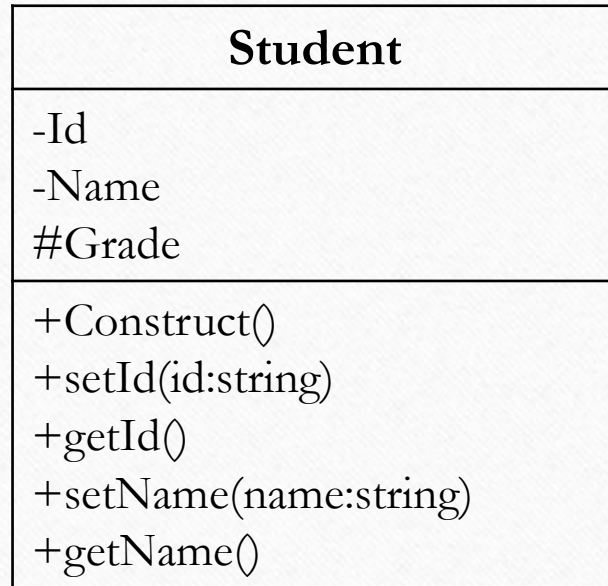 Student
-Id
-Name
#Grade
+Construct()
+setId(id:string)
+getId()
+setName(name:string)
+getName()